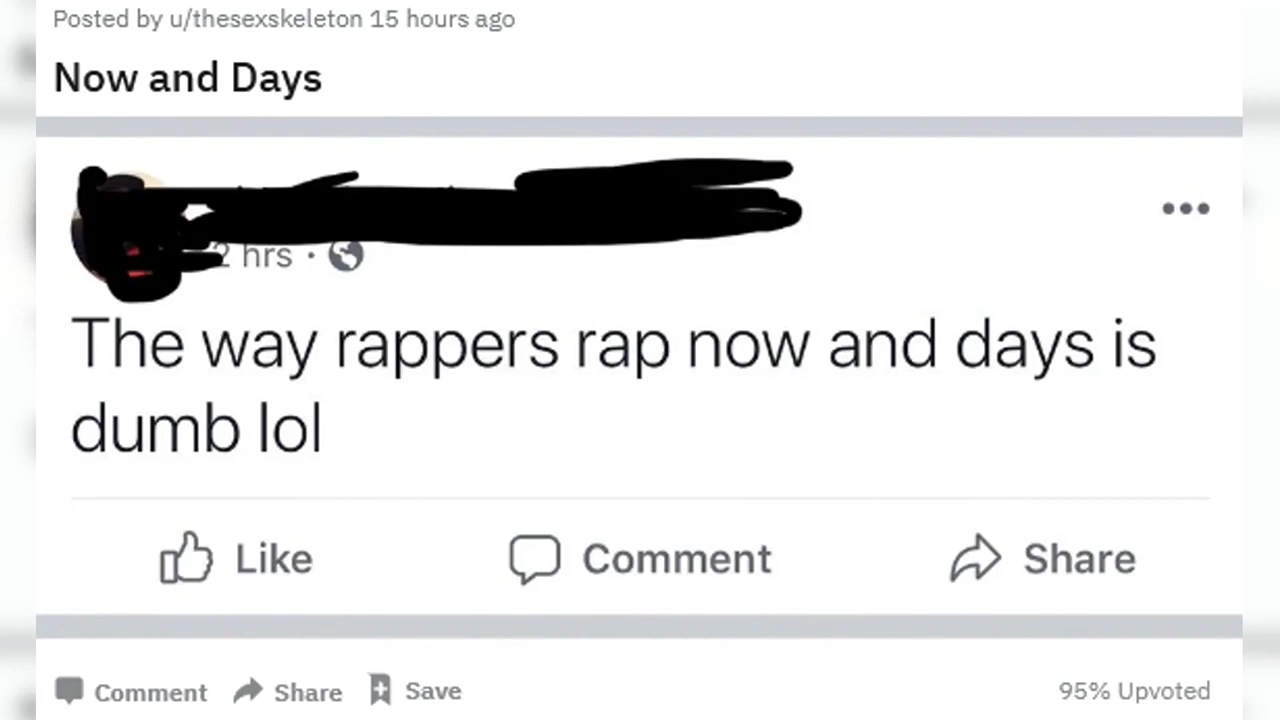 Posted by u/thesexskeleton 15 hours ago
Now and Days
2 hrs ·
The way rappers rap now and days is
dumb lol
Like Comment Share
Comment Share Save 95% Upvoted